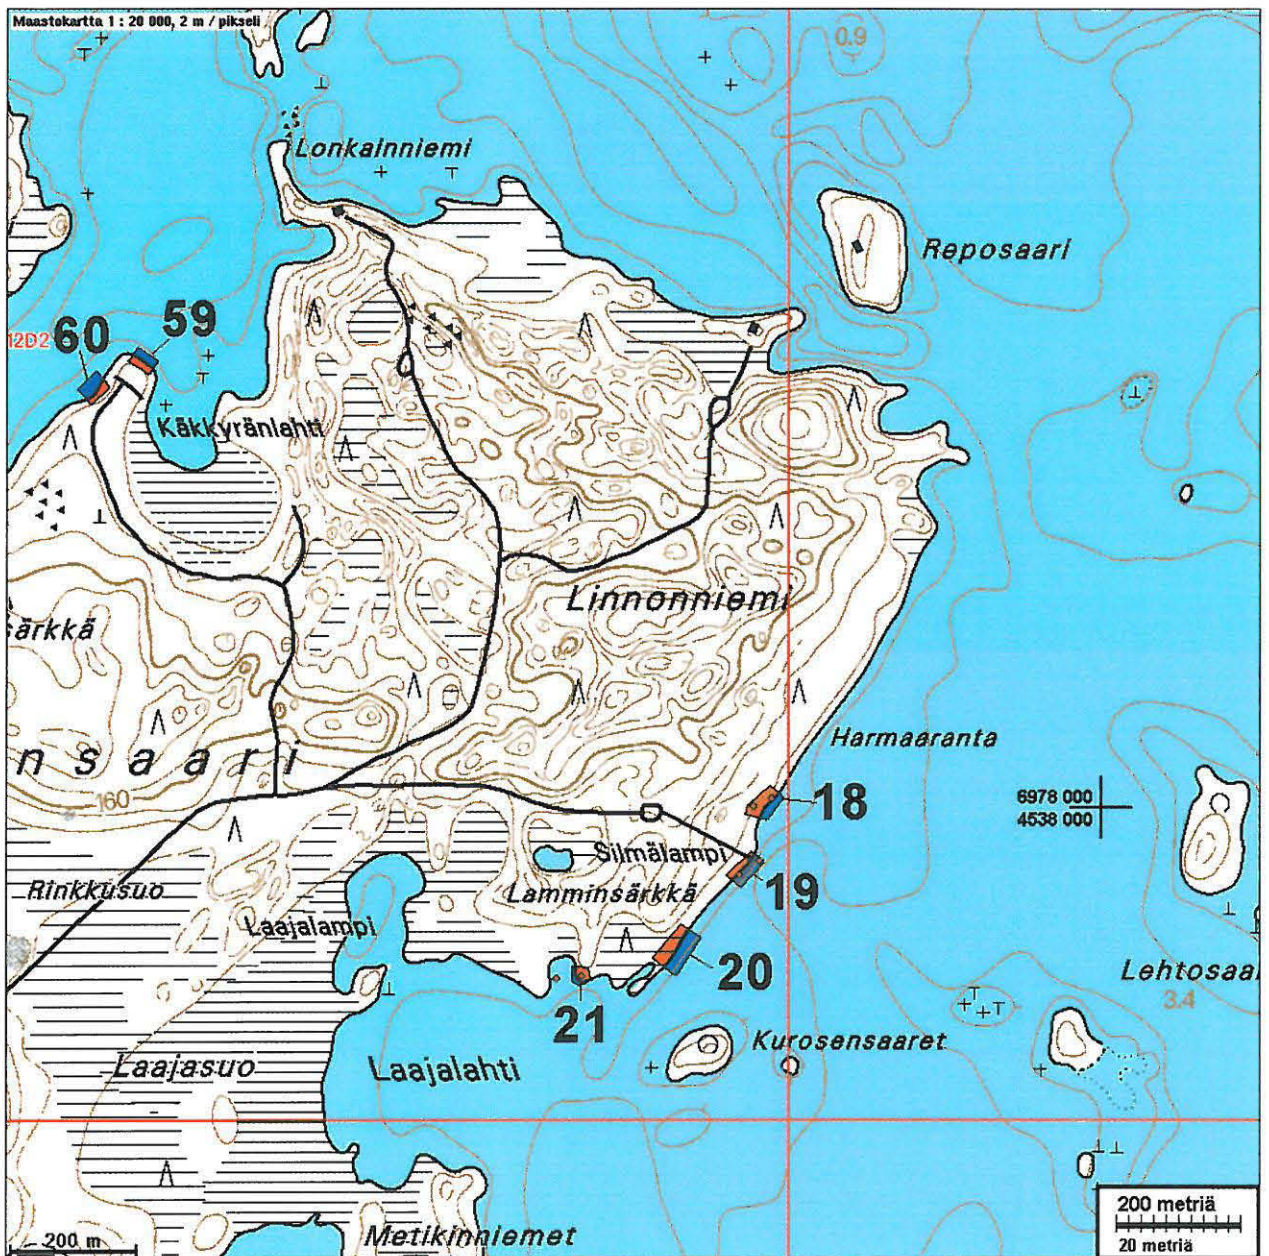 Maastokartta 1 : 20 000, 2 m / pikseli
0.9
Lonkainniemi
Reposaari
59
12D2
60
Käkkyränlahti
Linnonniemi
särkkä
Harmaaranta
nsaari
160
18
6978 000
4538 000
Silmälampi
19
Rinkkusuo
Lamminsärkkä
Laajalampi
20
Lehtosaa
3.4
21
Kurosensaaret
Laajasuo
Laajalahti
200 metriä
20 metriä
Metikinniemet
200 m